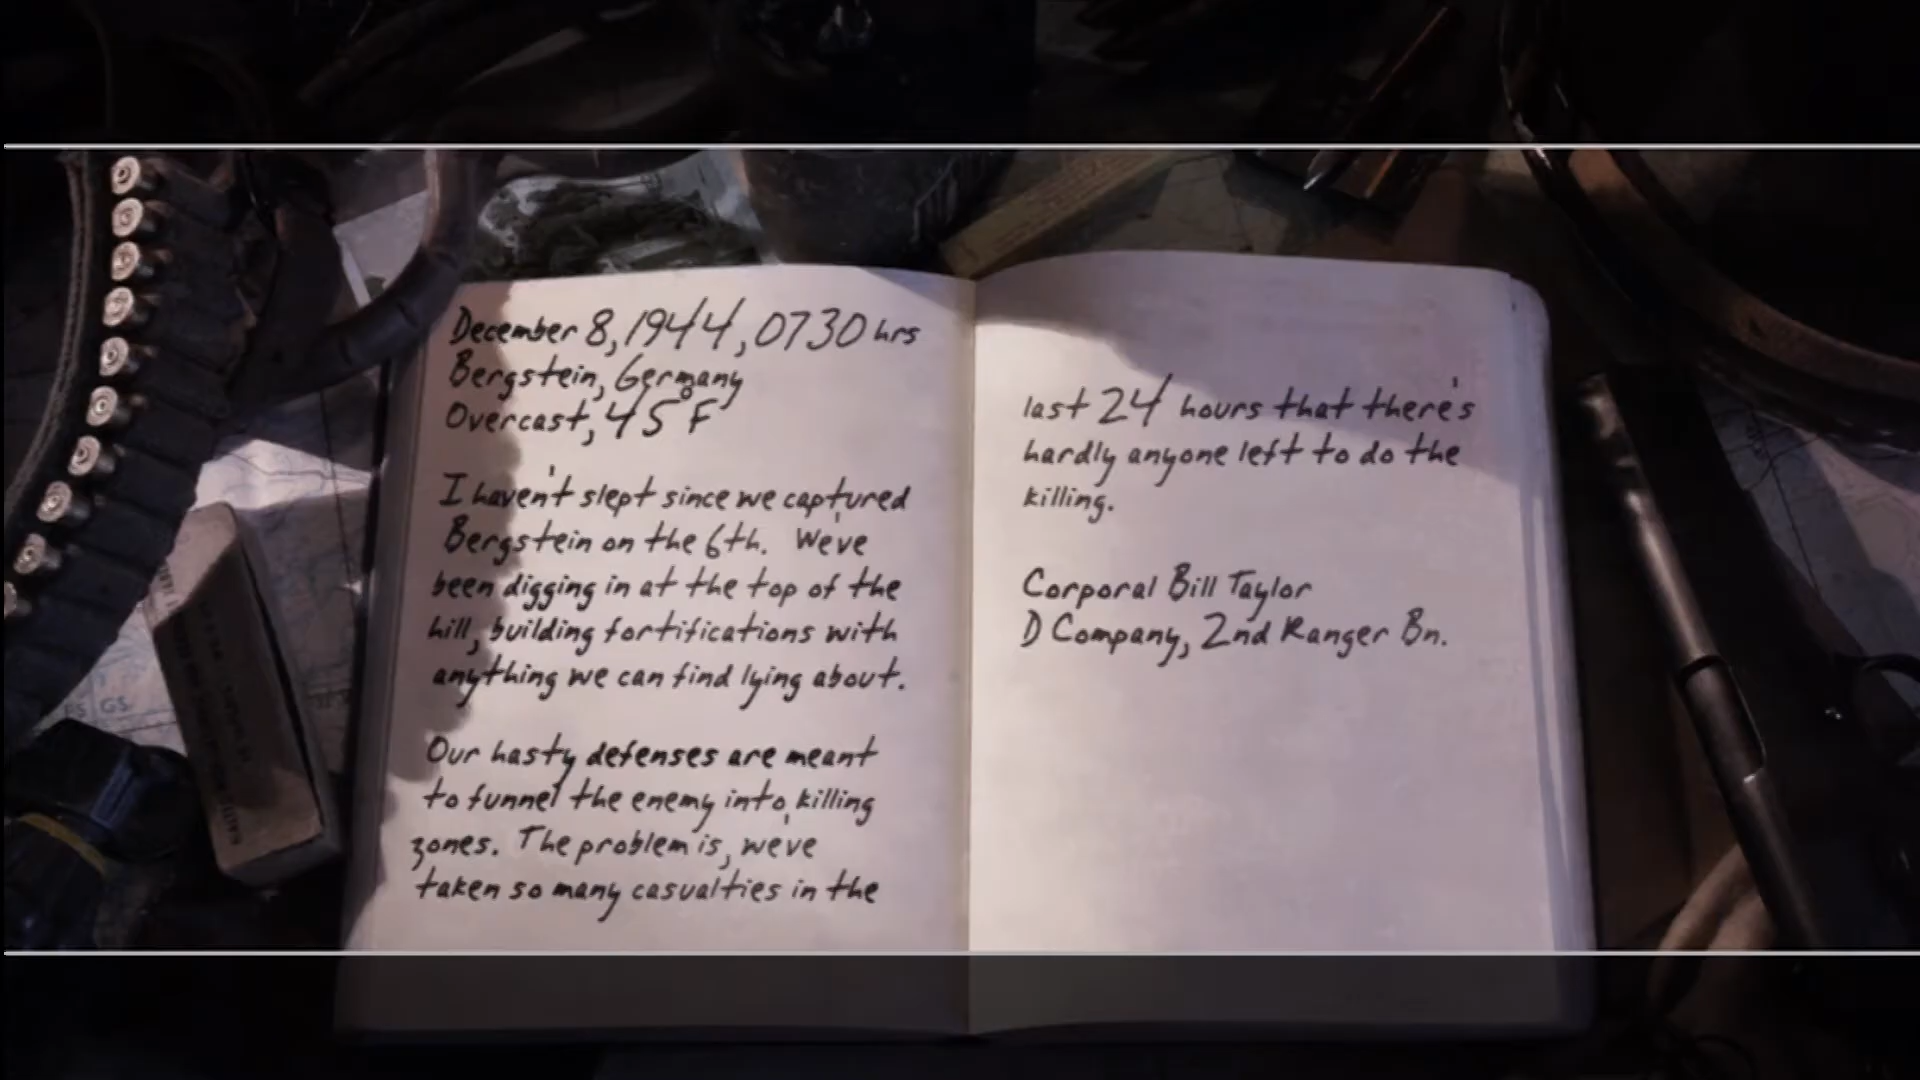 December 8, 1944, 0730 hrs
Bergstein, Germany
Overcast, 45° F
I haven't slept since we captured
Bergstein on the 6th. We've
been digging in at the top of the
hill, building fortifications with
anything we can find lying about.
Our hasty defenses are meant
to funnel the enemy into killing
zones. The problem is, we've
taken so many casualties in the
last 24 hours that there's
hardly anyone left to do the
killing.
Corporal Bill Taylor
D Company, 2nd Ranger Bn.